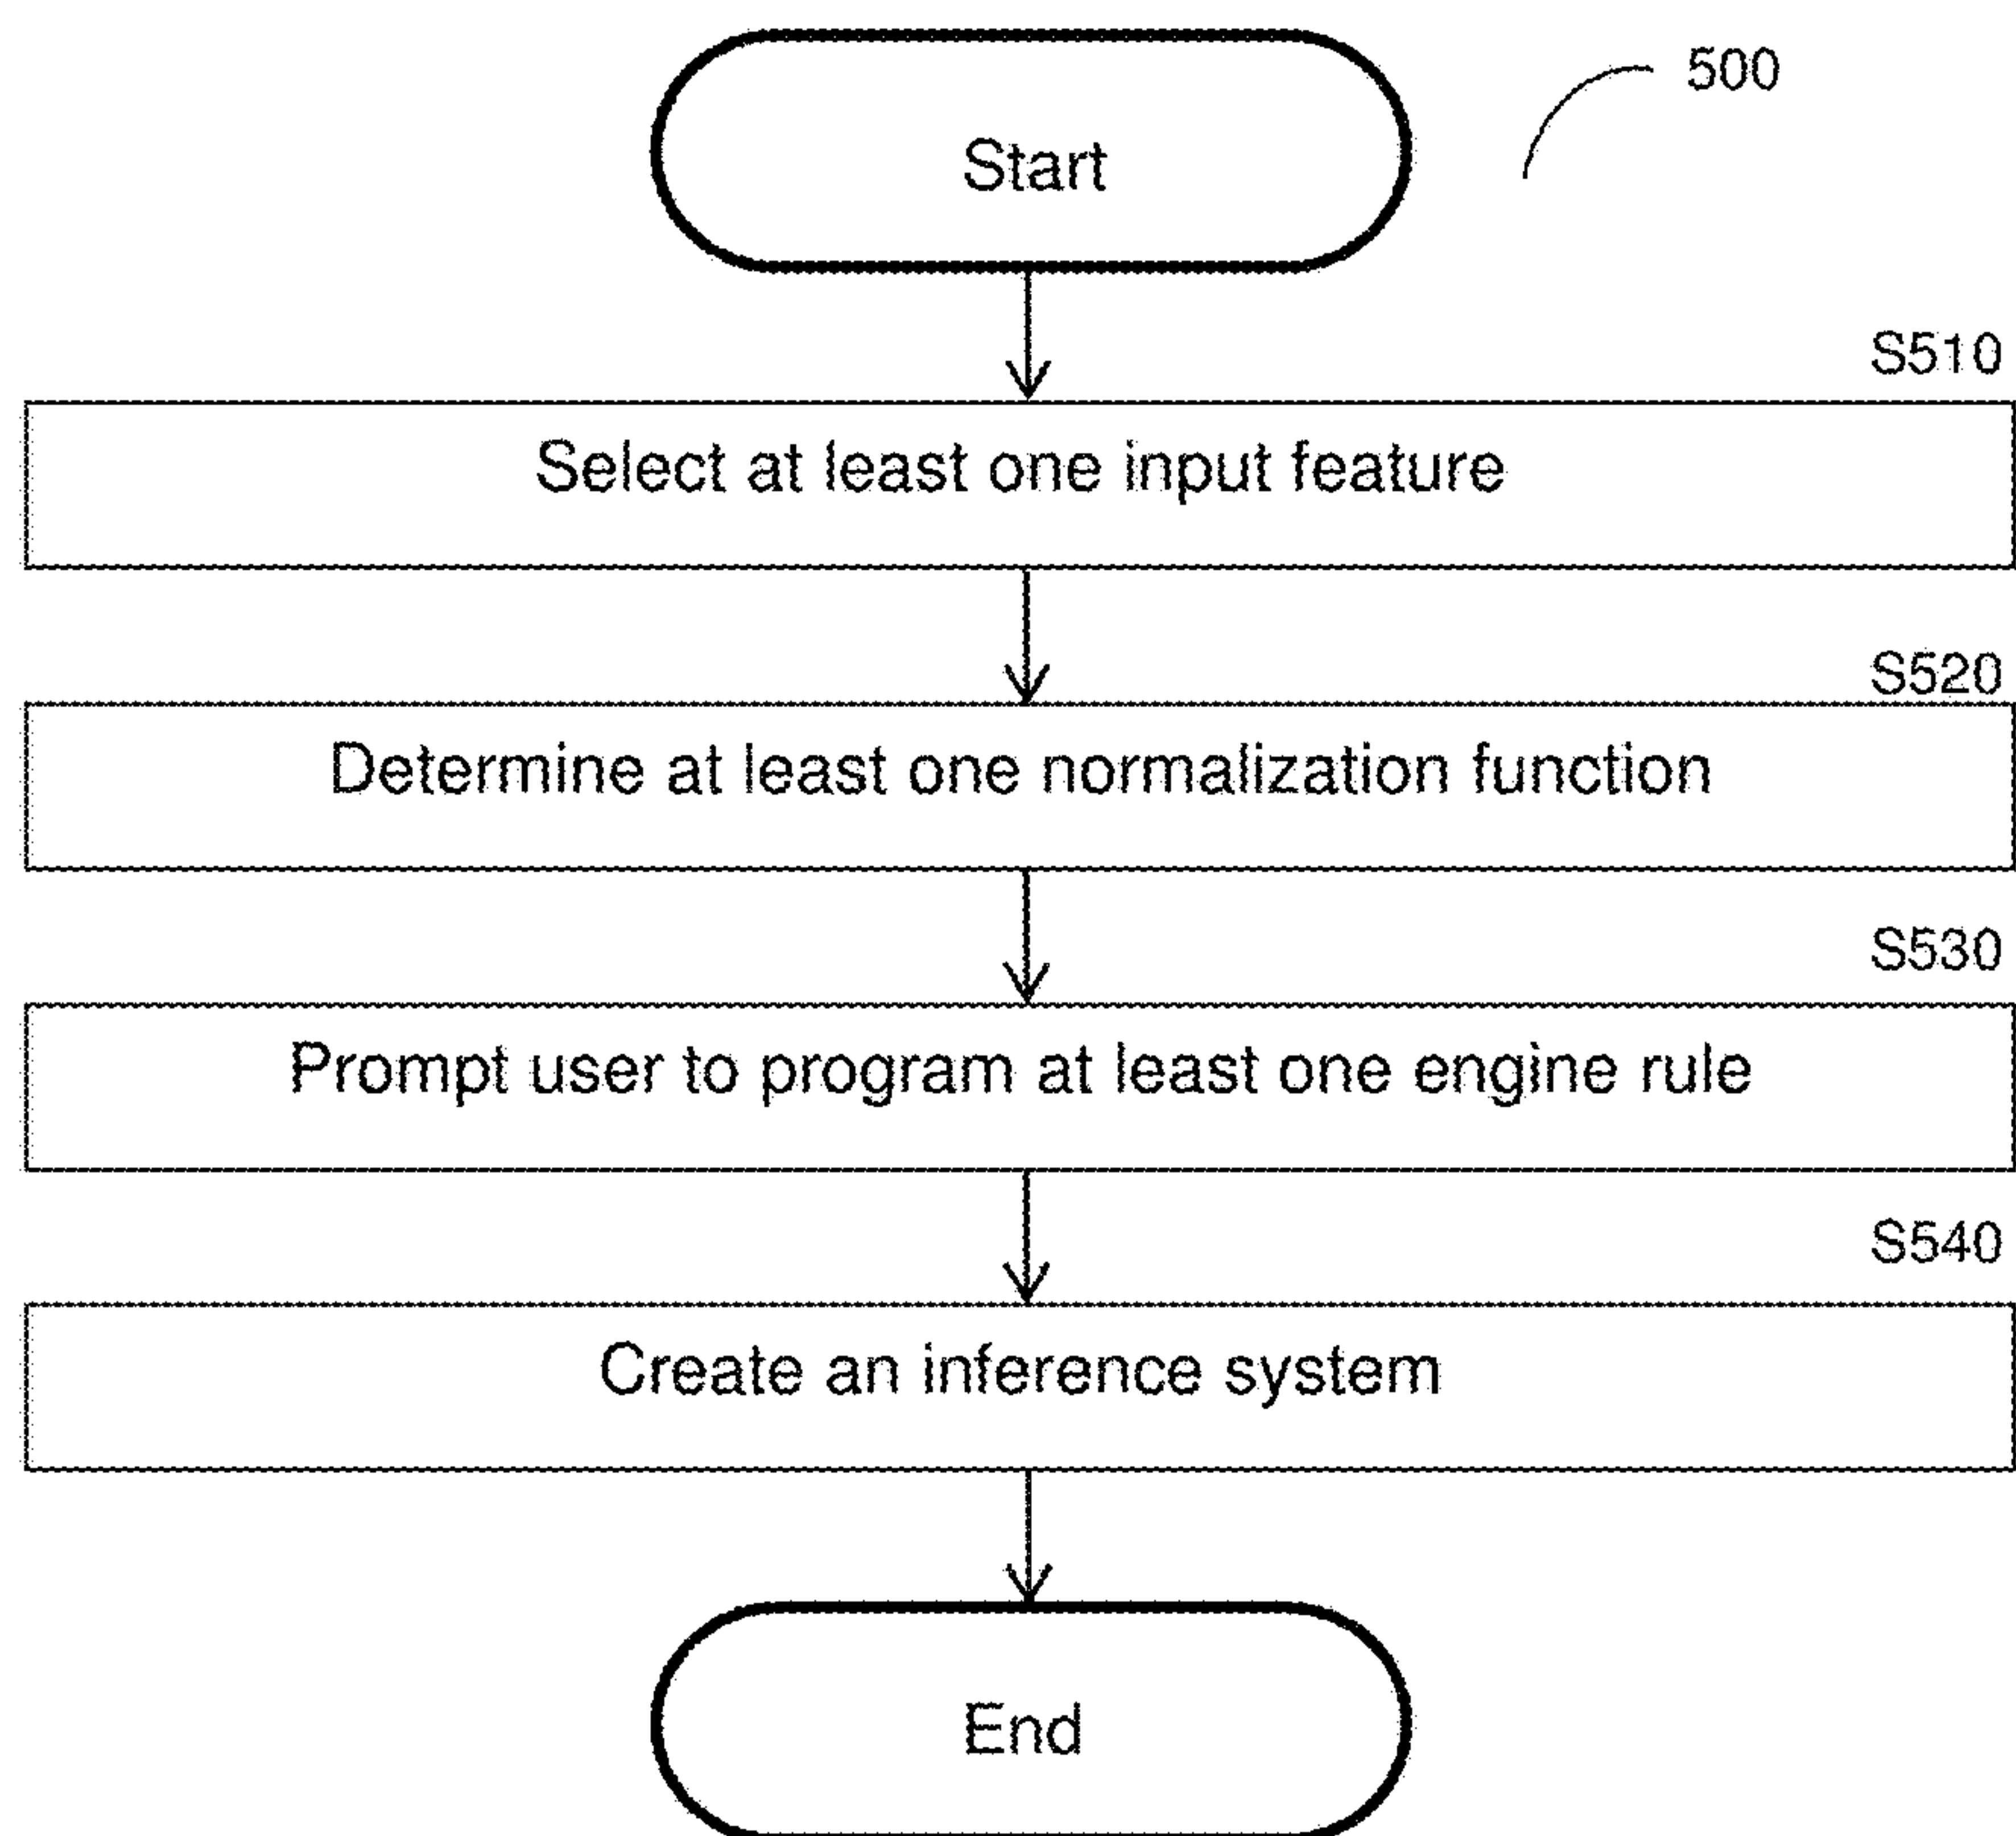 500
Start
S510
Select at least one input feature
S520
Determine at least one normalization function
S530
Prompt user to program at least one engine rule
S540
Create an inference system
End